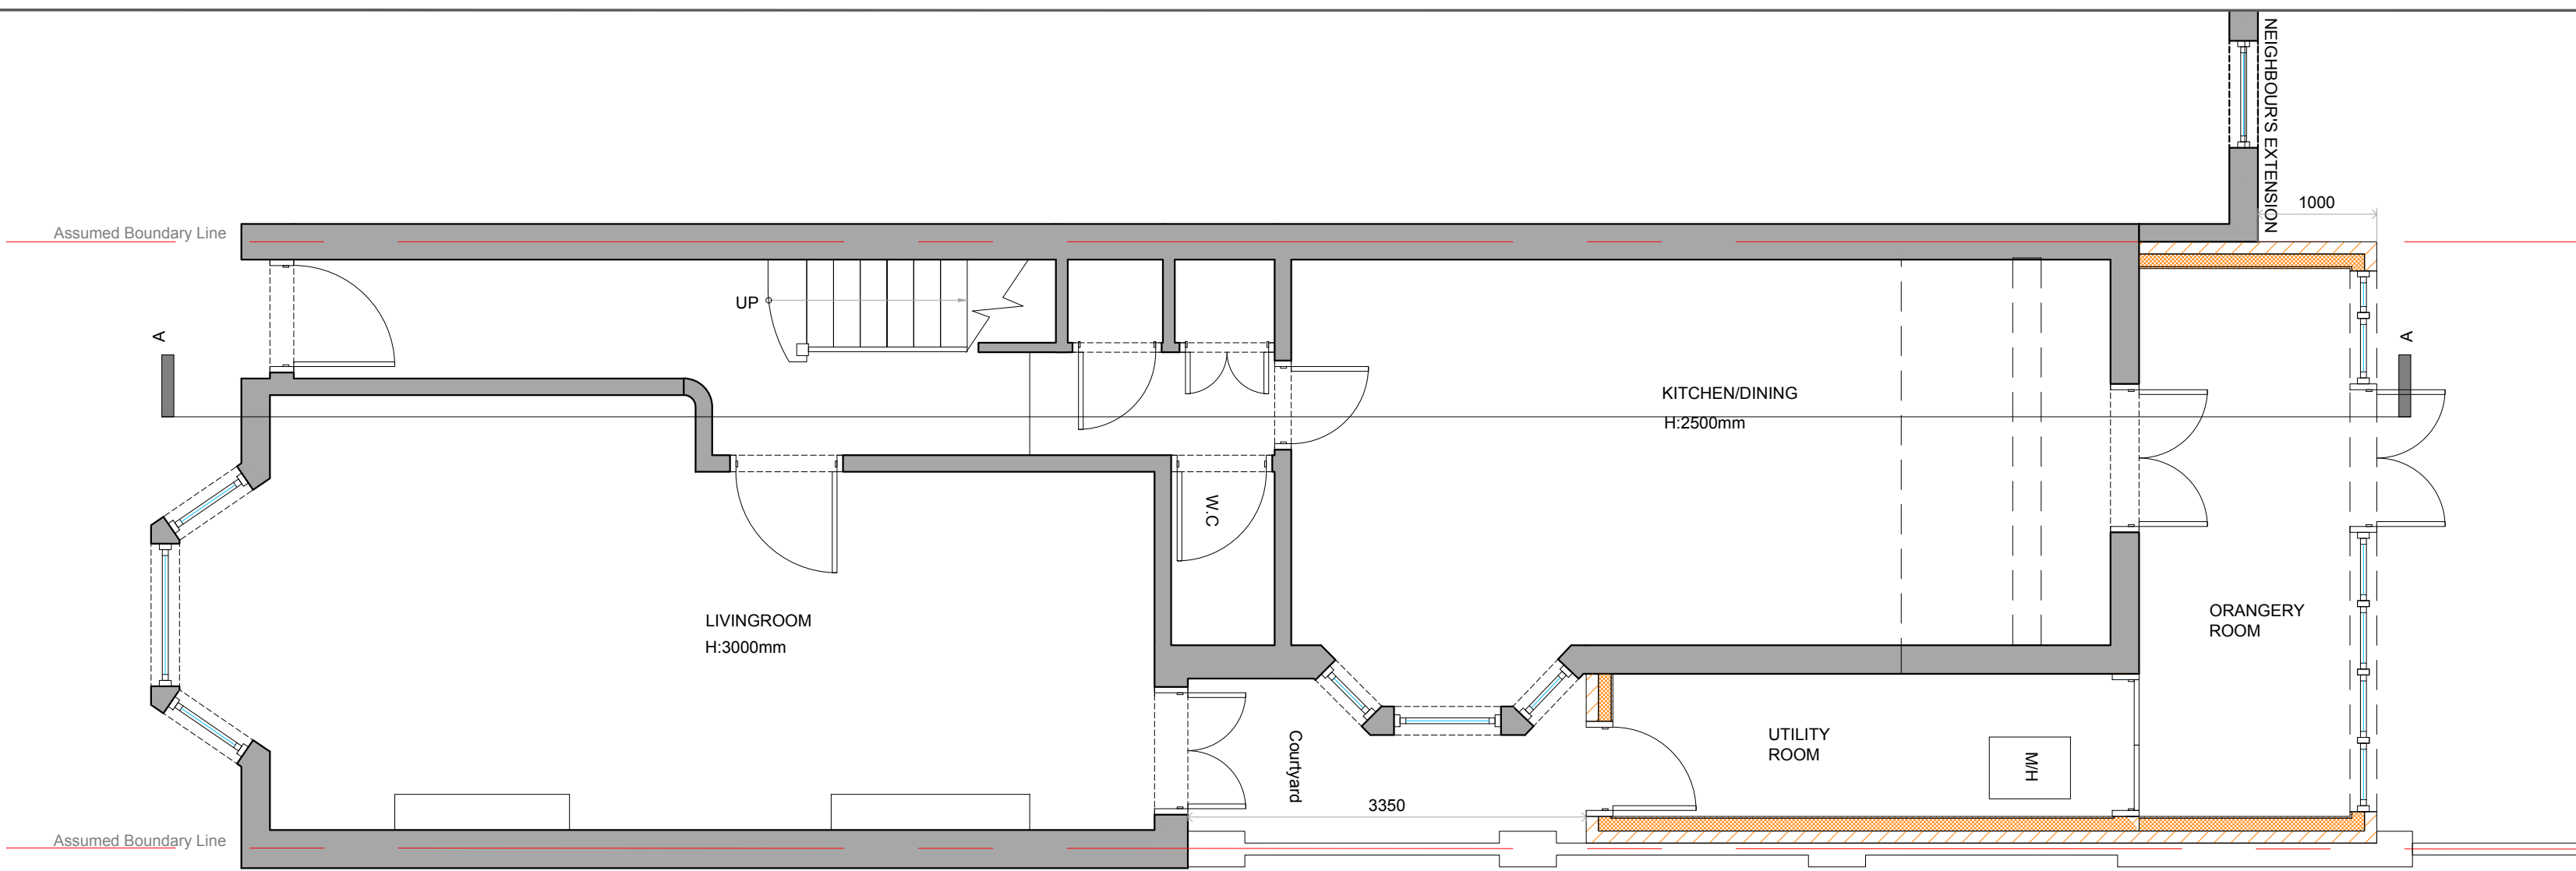 NEIGHBOUR'S EXTENSION
1000
Assumed Boundary Line
UP
A
A
KITCHEN/DINING
H:2500mm
W.C
LIVINGROOM
H:3000mm
ORANGERY
ROOM
Courtyard
UTILITY
ROOM
M/H
3350
Assumed Boundary Line